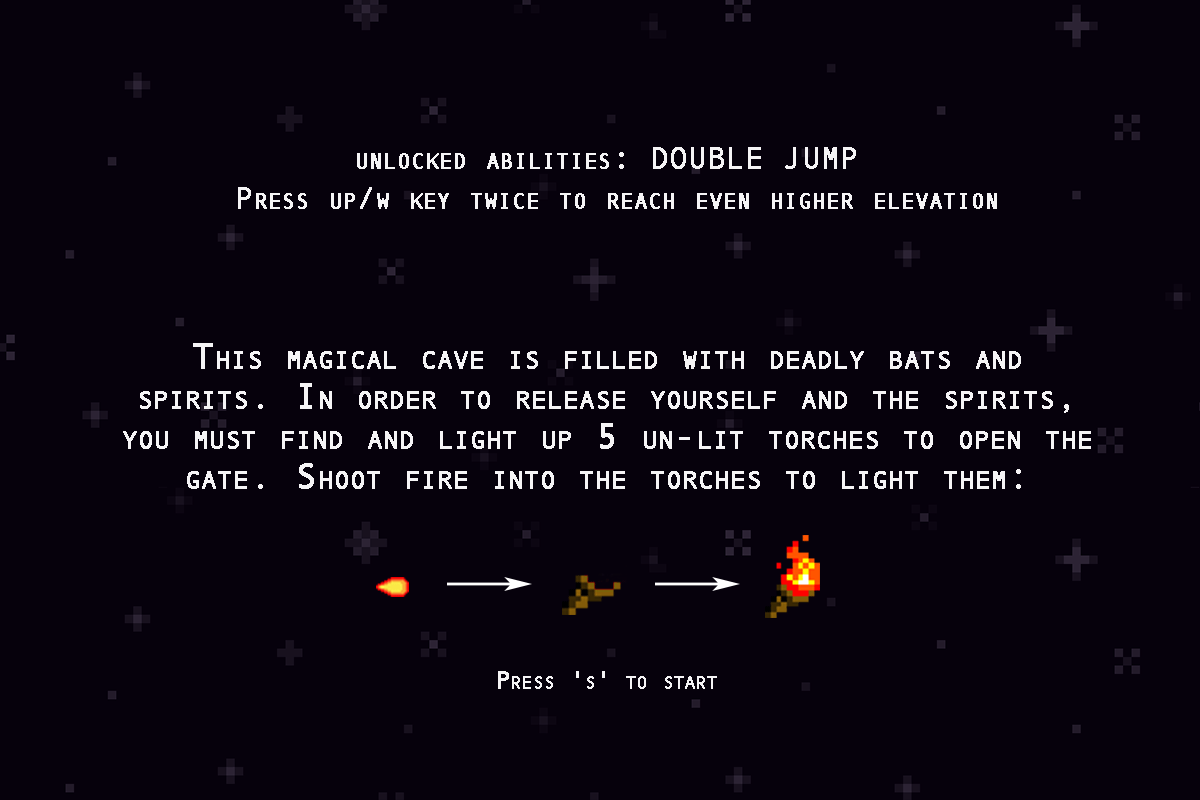 unlocked abilities: DOUBLE JUMP
Press up/w key twice to reach even higher elevation
This magical cave is filled with deadly bats and
spirits. In order to release yourself and the spirits,
you must find and light up 5 un-lit torches to open the
gate. Shoot fire into the torches to light them:
Press 's' to start